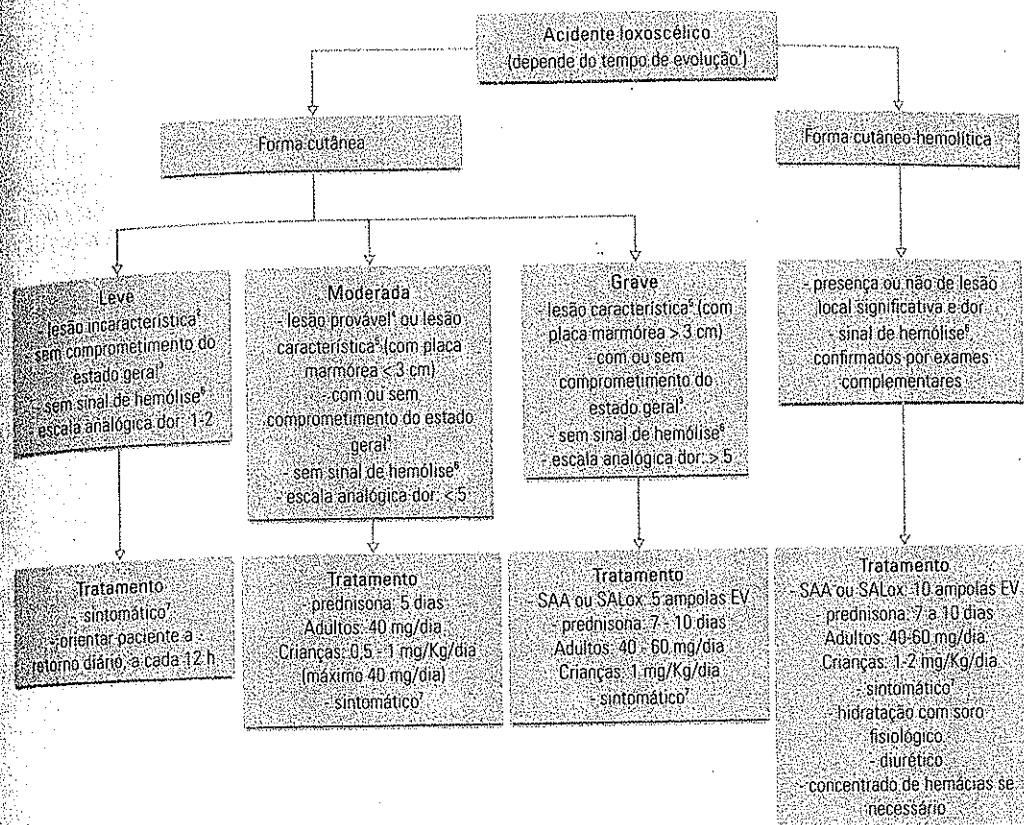 Acidente loxoscélico
(depende do tempo de evolução¹)
Forma cutânea
Forma cutâneo-hemolítica
Leve
- lesão incaracterística²
- sem comprometimento do
estado geral³
- sem sinal de hemólise⁶
- escala analógica dor: 1-2
Moderada
- lesão provável⁴ ou lesão
característica⁵ (com placa
marmórea < 3 cm)
- com ou sem
comprometimento do estado
geral³
- sem sinal de hemólise⁶
- escala analógica dor: < 5
Grave
- lesão característica⁵ (com
placa marmórea > 3 cm)
- com ou sem
comprometimento do
estado geral³
- sem sinal de hemólise⁶
- escala analógica dor: > 5
- presença ou não de lesão
local significativa e dor
- sinal de hemólise⁶,
confirmados por exames
complementares
Tratamento
- sintomático⁷
- orientar paciente a
retorno diário, a cada 12 h
Tratamento
- prednisona: 5 dias
Adultos: 40 mg/dia
Crianças: 0,5 - 1 mg/Kg/dia
(máximo 40 mg/dia)
- sintomático⁷
Tratamento
- SAA ou SALox: 5 ampolas EV
- prednisona: 7 - 10 dias
Adultos: 40 - 60 mg/dia
Crianças: 1 mg/Kg/dia
- sintomático⁷
Tratamento
- SAA ou SALox: 10 ampolas EV
- prednisona: 7 a 10 dias
Adultos: 40-60 mg/dia
Crianças: 1-2 mg/Kg/dia
- sintomático⁷
- hidratação com soro
fisiológico
- diurético
- concentrado de hemácias se
necessário